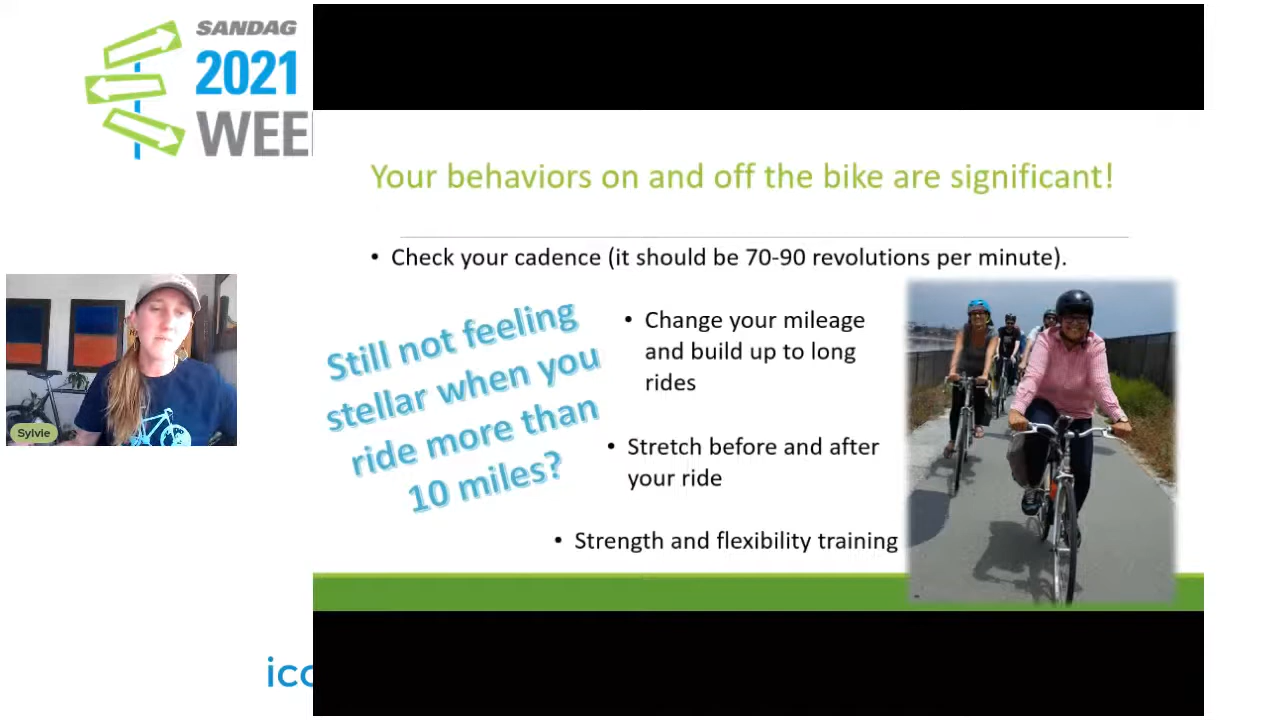 SANDAG
2021
WEE
Your behaviors on and off the bike are significant!
• Check your cadence (it should be 70-90 revolutions per minute).
Still not feeling
stellar when you
ride more than
10 miles?
• Change your mileage
and build up to long
rides
• Stretch before and after
your ride
• Strength and flexibility training
Sylvie
ico